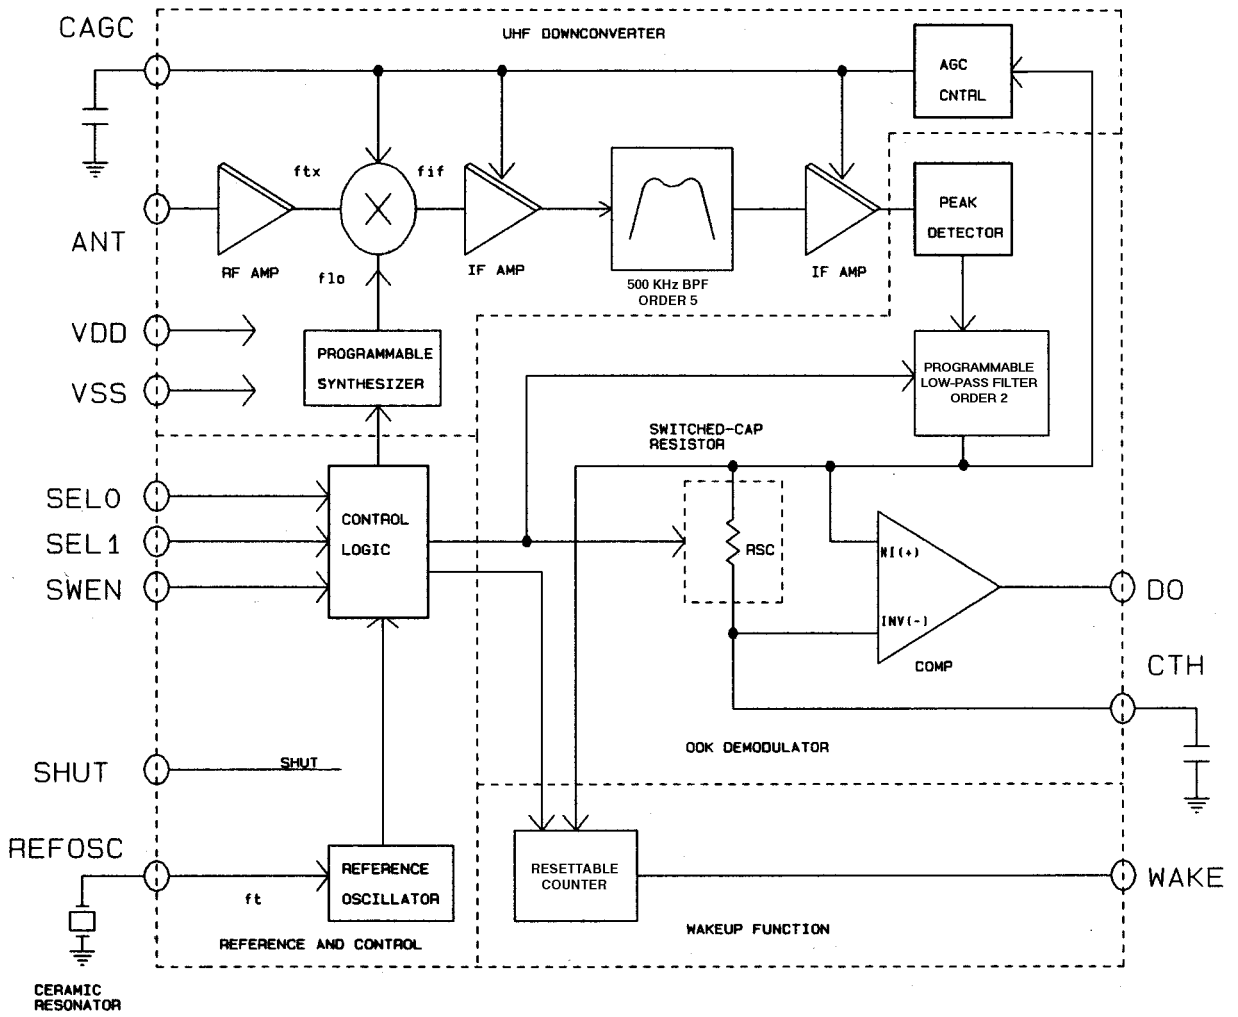 CAGC
UHF DOWNCONVERTER
AGC
CNTRL
ftx
fif
ANT
RF AMP
flo
IF AMP
500 KHz BPF
ORDER 5
IF AMP
PEAK
DETECTOR
VDD
VSS
PROGRAMMABLE
SYNTHESIZER
PROGRAMMABLE
LOW-PASS FILTER
ORDER 2
SWITCHED-CAP
RESISTOR
SEL0
SEL1
SWEN
CONTROL
LOGIC
RSC
NI(+)
INV(-)
COMP
DO
CTH
OOK DEMODULATOR
SHUT
SHUT
REFOSC
ft
REFERENCE
OSCILLATOR
RESETTABLE
COUNTER
WAKE
WAKEUP FUNCTION
REFERENCE AND CONTROL
CERAMIC
RESONATOR